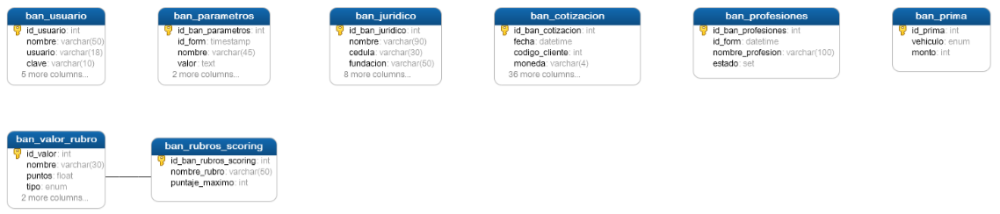 ban_usuario
id_usuario: int
nombre: varchar(50)
usuario: varchar(18)
clave: varchar(10)
5 more columns...
ban_parametros
id_ban_parametros: int
id_form: timestamp
nombre: varchar(45)
valor: text
2 more columns...
ban_juridico
id_ban_juridico: int
nombre: varchar(90)
cedula: varchar(30)
fundacion: varchar(50)
8 more columns...
ban_cotizacion
id_ban_cotizacion: int
fecha: datetime
codigo_cliente: int
moneda: varchar(4)
36 more columns...
ban_profesiones
id_ban_profesiones: int
id_form: datetime
nombre_profesion: varchar(100)
estado: set
ban_prima
id_prima: int
vehiculo: enum
monto: int
ban_valor_rubro
id_valor: int
nombre: varchar(30)
puntos: float
tipo: enum
2 more columns...
ban_rubros_scoring
id_ban_rubros_scoring: int
nombre_rubro: varchar(50)
puntaje_maximo: int